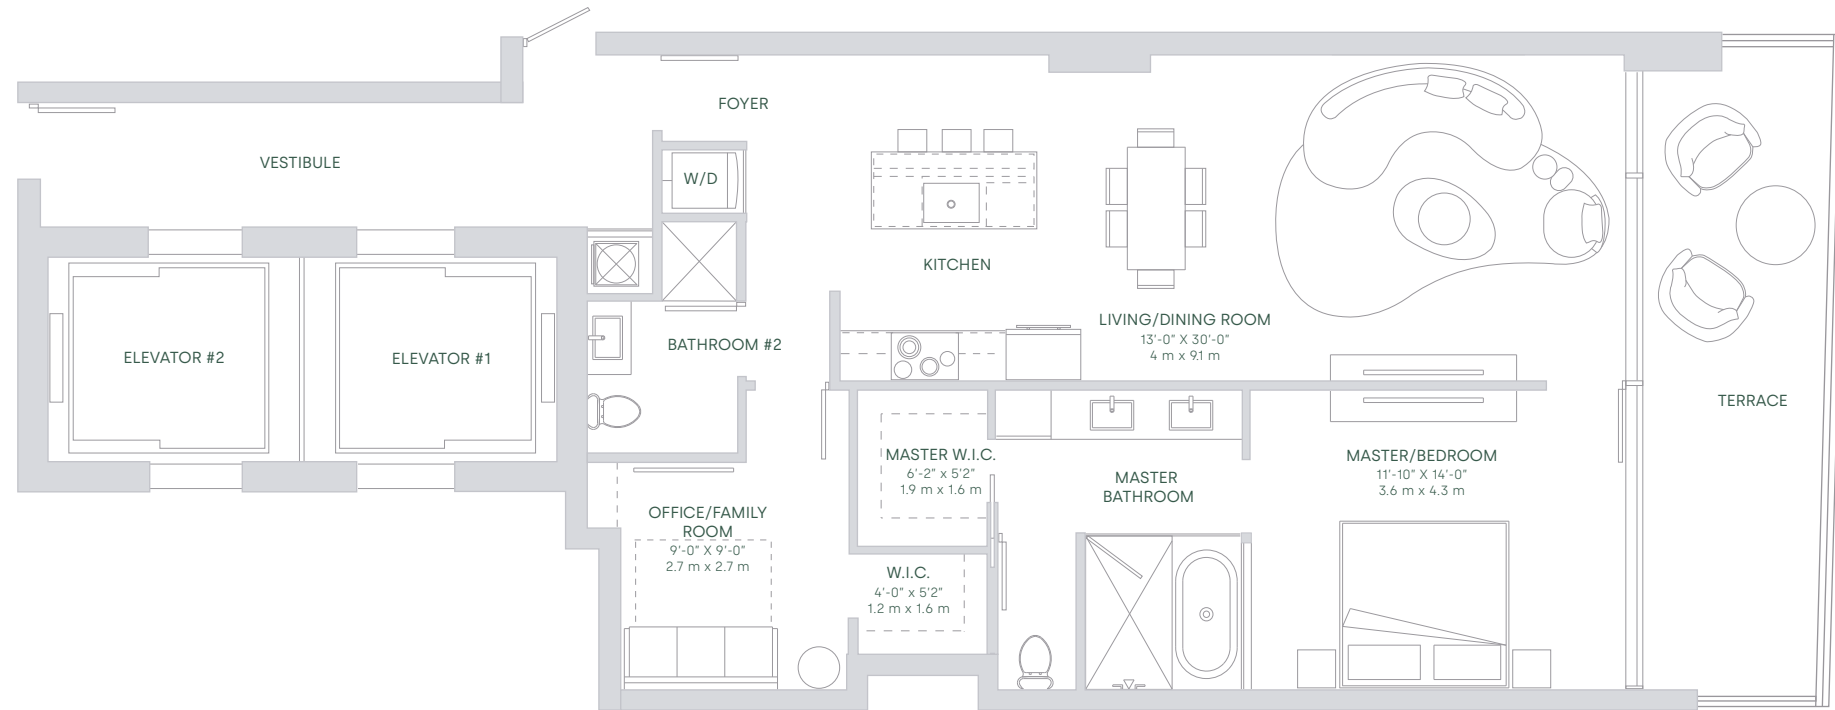 FOYER
VESTIBULE
W/D
KITCHEN
LIVING/DINING ROOM
13'-0" X 30'-0"
4 m x 9.1 m
BATHROOM #2
ELEVATOR #2
ELEVATOR #1
TERRACE
MASTER W.I.C.
6'-2" x 5'2"
1.9 m x 1.6 m
MASTER
BATHROOM
MASTER/BEDROOM
11'-10" X 14'-0"
3.6 m x 4.3 m
OFFICE/FAMILY
ROOM
9'-0" X 9'-0"
2.7 m x 2.7 m
W.I.C.
4'-0" x 5'2"
1.2 m x 1.6 m